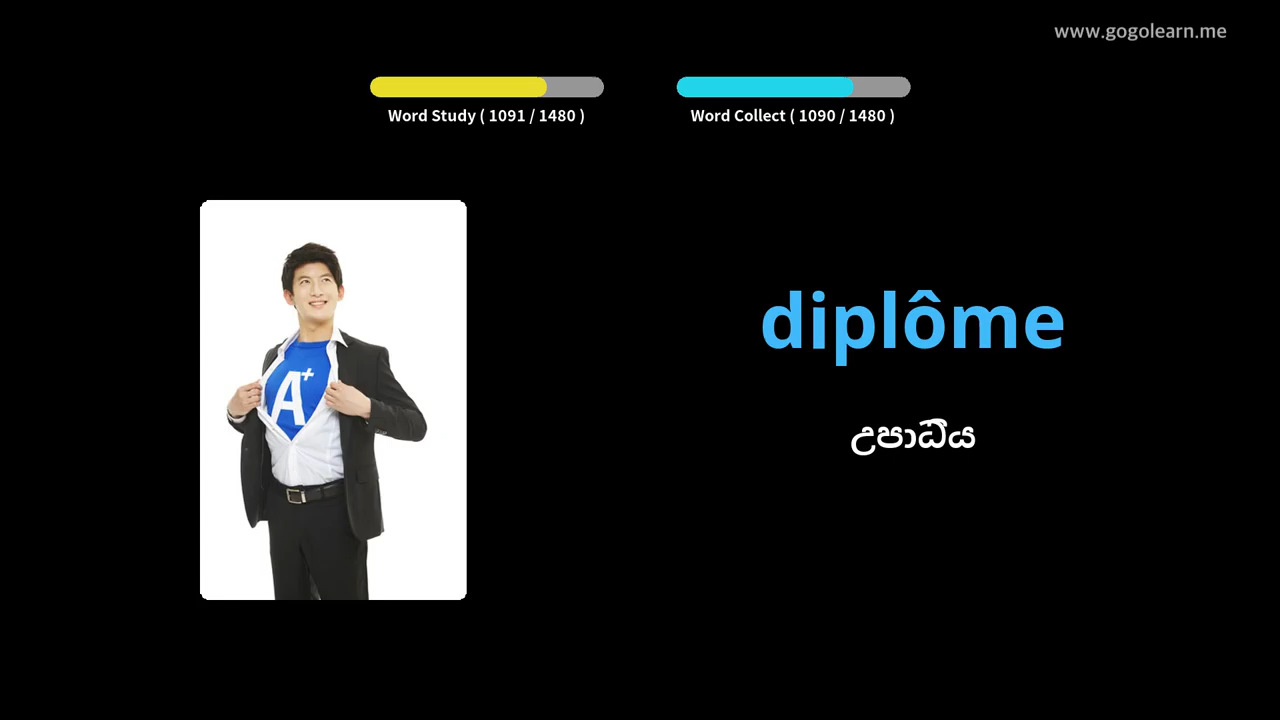 www.gogolearn.me
Word Study ( 1091 / 1480 )
Word Collect ( 1090 / 1480 )
A+
diplôme
උපාධිය